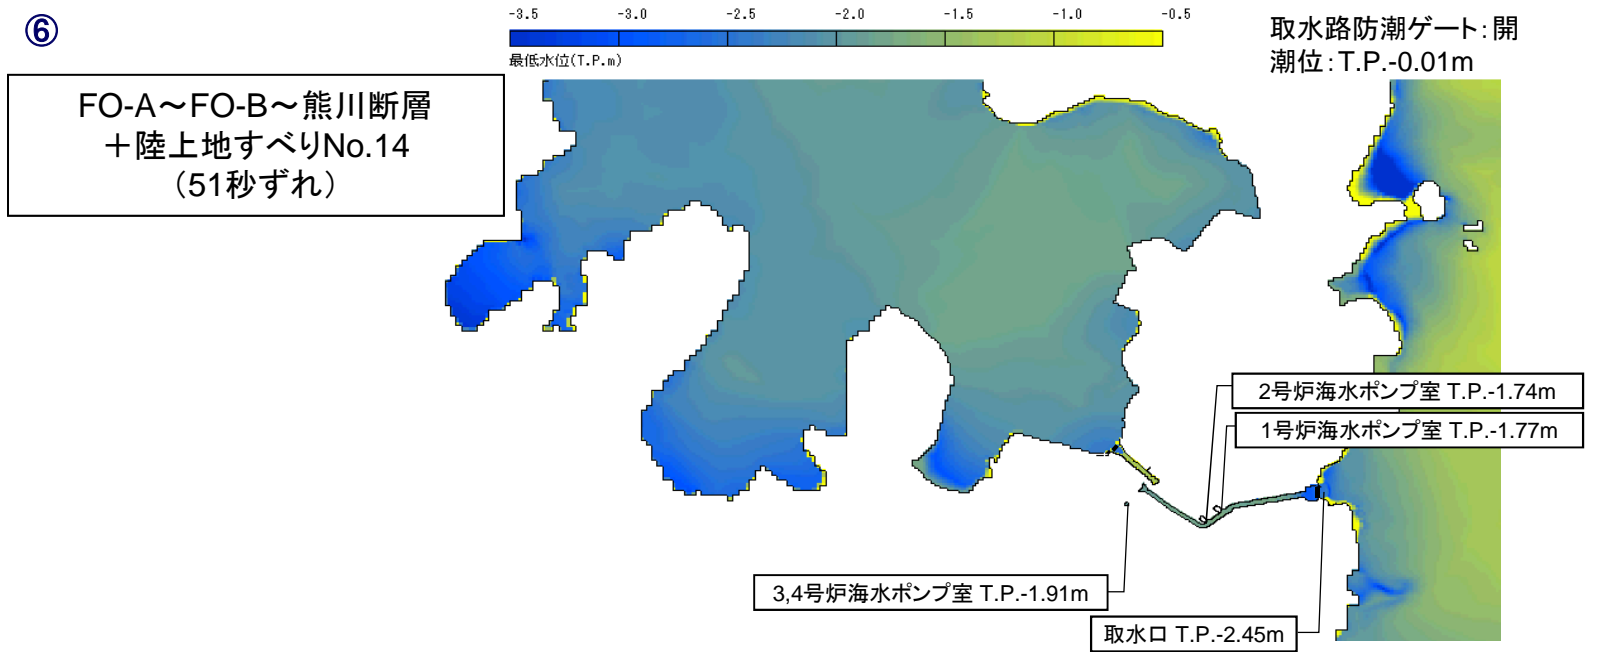 ⑥
-3.5 -3.0 -2.5 -2.0 -1.5 -1.0 -0.5
最低水位(T.P.m)
取水路防潮ゲート:開
潮位:T.P.-0.01m
FO-A~FO-B~熊川断層
+陸上地すべりNo.14
(51秒ずれ)
2号炉海水ポンプ室 T.P.-1.74m
1号炉海水ポンプ室 T.P.-1.77m
3,4号炉海水ポンプ室 T.P.-1.91m
取水口 T.P.-2.45m